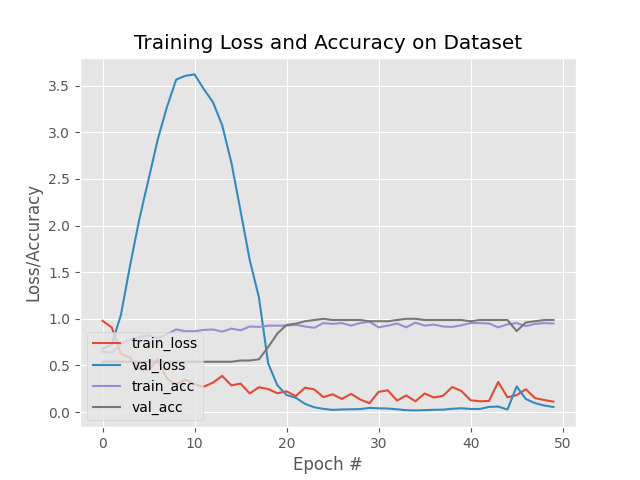 Training Loss and Accuracy on Dataset
3.5
3.0
2.5
2.0
1.5
1.0
0.5
0.0
Loss/Accuracy
train_loss
val_loss
train_acc
val_acc
0 10 20 30 40 50
Epoch #